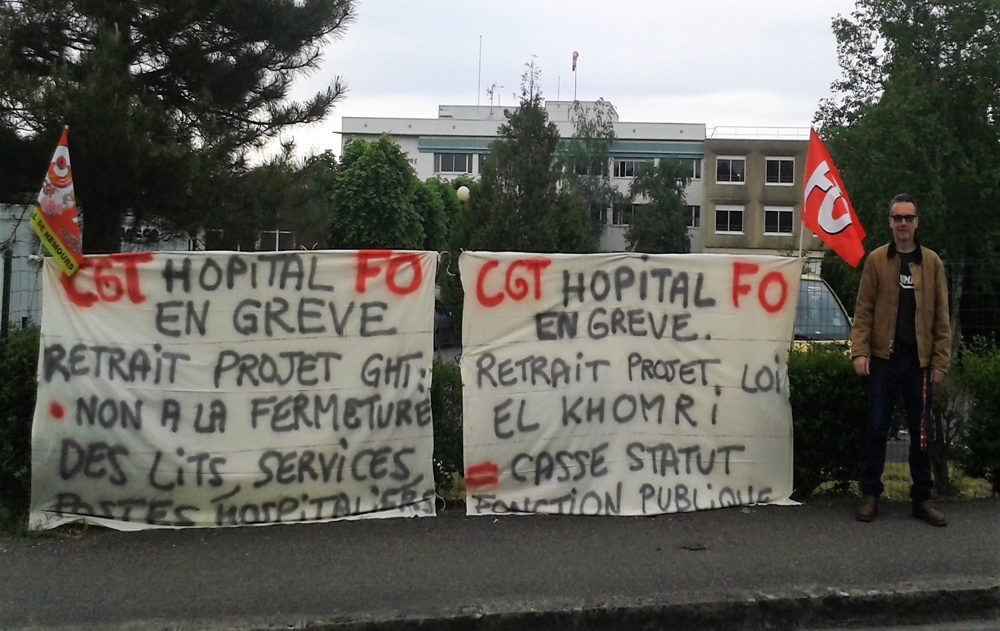 L DE NEMOURS
CGT HOPITAL FO
EN GREVE
RETRAIT PROJET GHT:
• NON A LA FERMETURE
DES LITS, SERVICES,
POSTES HOSPITALIERS
CGT HOPITAL FO
EN GREVE.
RETRAIT PROJET. LOI
EL KHOMRI
= CASSE STATUT
FONCTION PUBLIQUE